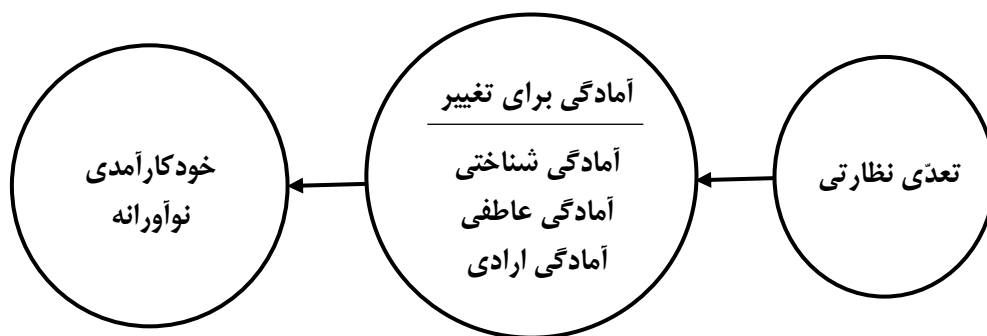 تعدّی نظارتی
آمادگی برای تغییر
آمادگی شناختی
آمادگی عاطفی
آمادگی ارادی
خودکارآمدی
نوآورانه